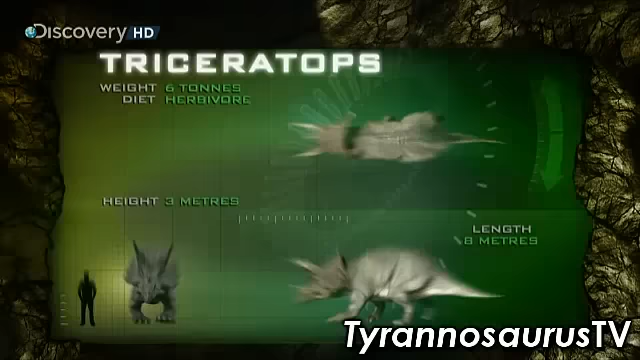 Discovery HD
TRICERATOPS
WEIGHT 6 TONNES
DIET HERBIVORE
HEIGHT 3 METRES
LENGTH
8 METRES
TyrannosaurusTV